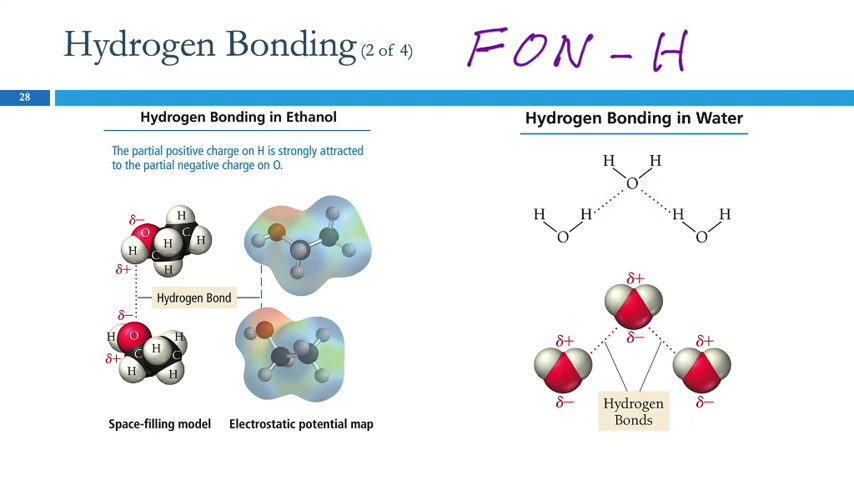 Hydrogen Bonding (2 of 4)
FON - H
28
Hydrogen Bonding in Ethanol
The partial positive charge on H is strongly attracted
to the partial negative charge on O.
δ−
H
O
C
H
H
H
C
H
H
δ+
Hydrogen Bond
δ−
H
O
H
δ+
C
H
C
H
H
Space-filling model
Electrostatic potential map
Hydrogen Bonding in Water
H H
O
H H
O
H H
O
δ+
δ−
δ+
δ+
δ−
δ−
Hydrogen
Bonds